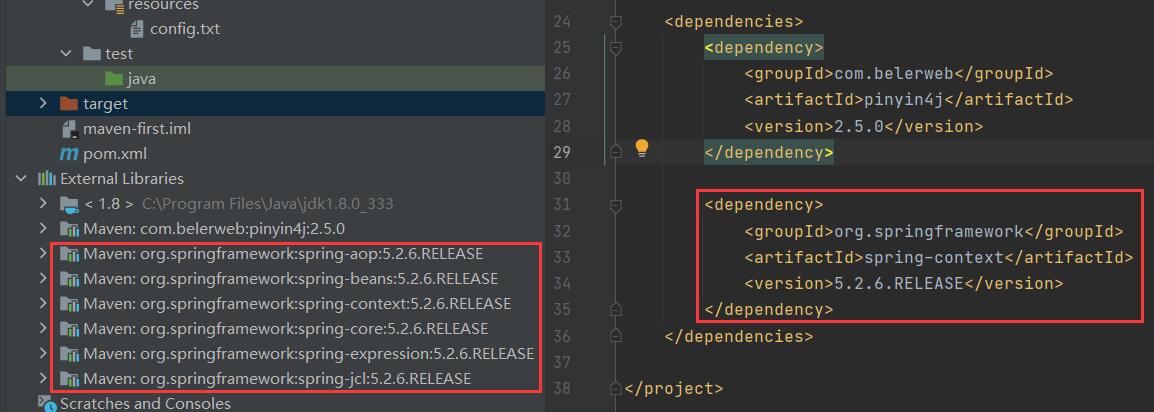 resources
config.txt
test
java
target
maven-first.iml
pom.xml
External Libraries
< 1.8 > C:\Program Files\Java\jdk1.8.0_333
Maven: com.belerweb:pinyin4j:2.5.0
Maven: org.springframework:spring-aop:5.2.6.RELEASE
Maven: org.springframework:spring-beans:5.2.6.RELEASE
Maven: org.springframework:spring-context:5.2.6.RELEASE
Maven: org.springframework:spring-core:5.2.6.RELEASE
Maven: org.springframework:spring-expression:5.2.6.RELEASE
Maven: org.springframework:spring-jcl:5.2.6.RELEASE
Scratches and Consoles
24 <dependencies>
25 <dependency>
26 <groupId>com.belerweb</groupId>
27 <artifactId>pinyin4j</artifactId>
28 <version>2.5.0</version>
29 </dependency>
30
31 <dependency>
32 <groupId>org.springframework</groupId>
33 <artifactId>spring-context</artifactId>
34 <version>5.2.6.RELEASE</version>
35 </dependency>
36 </dependencies>
37
38 </project>